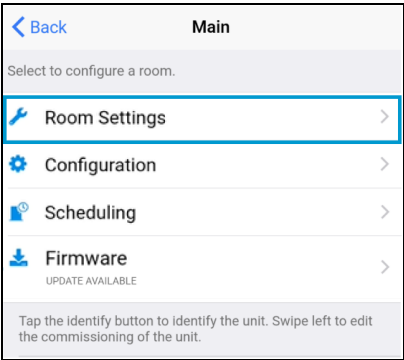 Back
Main
Select to configure a room.
Room Settings
Configuration
Scheduling
Firmware
UPDATE AVAILABLE
Tap the identify button to identify the unit. Swipe left to edit
the commissioning of the unit.